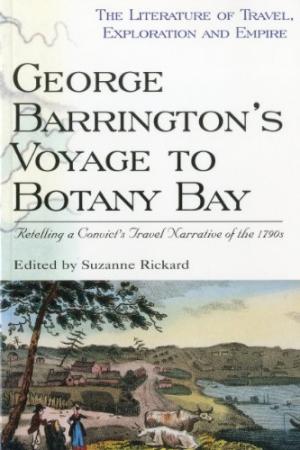 The Literature of Travel,
Exploration and Empire
George
Barrington's
Voyage to
Botany Bay
Retelling a Convict's Travel Narrative of the 1790s
Edited by Suzanne Rickard